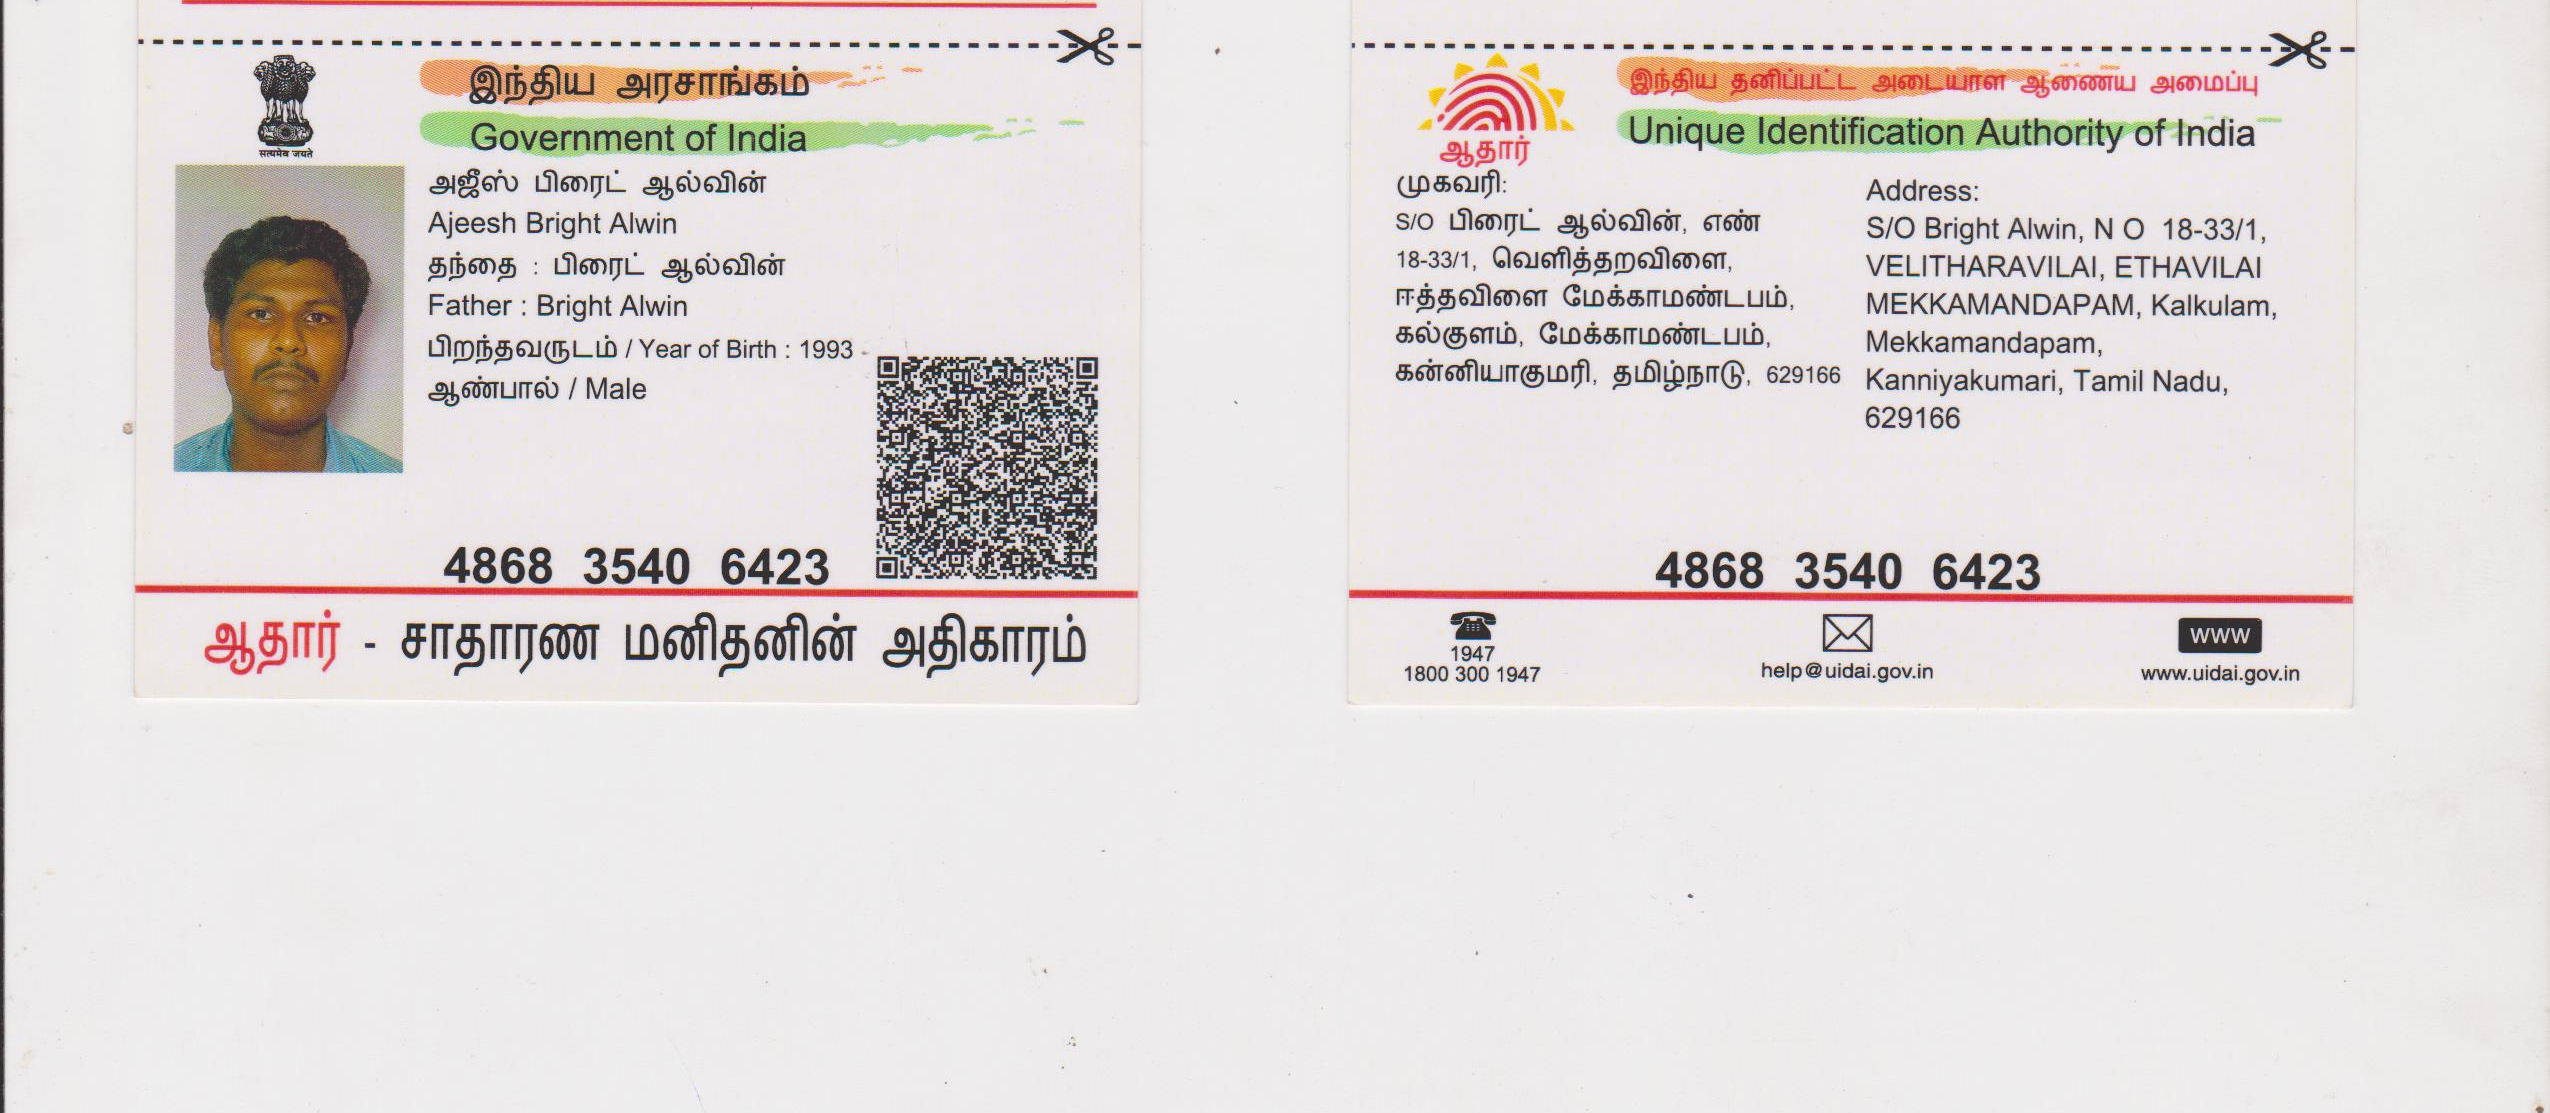 இந்திய அரசாங்கம்
Government of India
सत्यमेव जयते
அஜீஸ் பிரைட் ஆல்வின்
Ajeesh Bright Alwin
தந்தை : பிரைட் ஆல்வின்
Father : Bright Alwin
பிறந்தவருடம் / Year of Birth : 1993
ஆண்பால் / Male
4868 3540 6423
ஆதார் - சாதாரண மனிதனின் அதிகாரம்
இந்திய தனிப்பட்ட அடையாள ஆணைய அமைப்பு
Unique Identification Authority of India
ஆதார்
முகவரி:
S/O பிரைட் ஆல்வின், எண்
18-33/1, வெளித்தறவிளை,
ஈத்தவிளை மேக்காமண்டபம்,
கல்குளம், மேக்காமண்டபம்,
கன்னியாகுமரி, தமிழ்நாடு, 629166
Address:
S/O Bright Alwin, N O 18-33/1,
VELITHARAVILAI, ETHAVILAI
MEKKAMANDAPAM, Kalkulam,
Mekkamandapam,
Kanniyakumari, Tamil Nadu,
629166
4868 3540 6423
1947
1800 300 1947
help@uidai.gov.in
www
www.uidai.gov.in